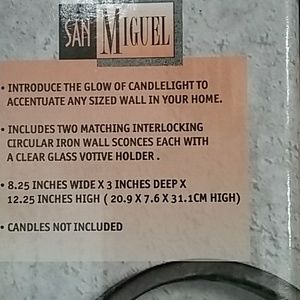 SAN MIGUEL
• INTRODUCE THE GLOW OF CANDLELIGHT TO
ACCENTUATE ANY SIZED WALL IN YOUR HOME.
• INCLUDES TWO MATCHING INTERLOCKING
CIRCULAR IRON WALL SCONCES EACH WITH
A CLEAR GLASS VOTIVE HOLDER .
• 8.25 INCHES WIDE X 3 INCHES DEEP X
12.25 INCHES HIGH ( 20.9 X 7.6 X 31.1CM HIGH)
• CANDLES NOT INCLUDED